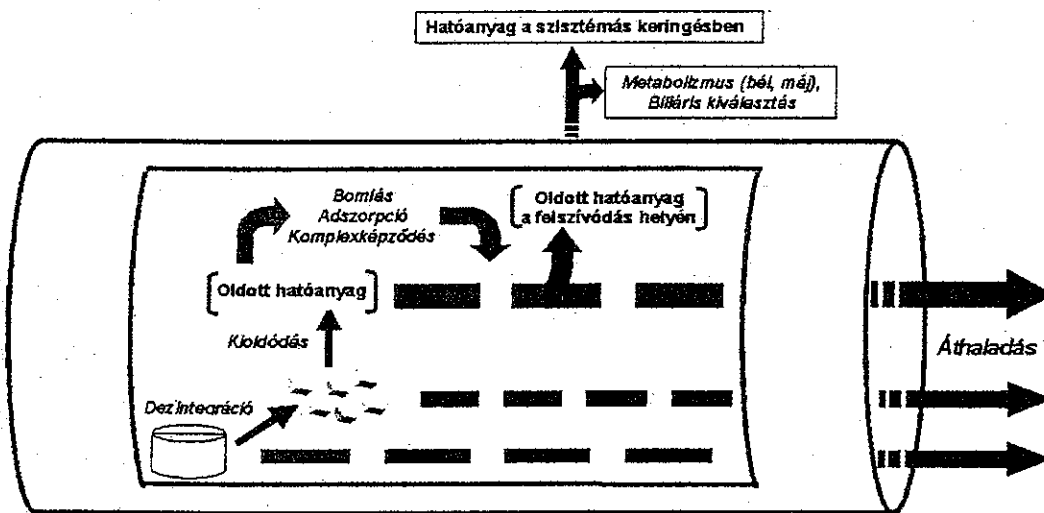 Hatóanyag a szisztémás keringésben
Metabolizmus (bél, máj),
Biliáris kiválasztás
Bomlás
Adszorpció
Komplexképződés
Oldott hatóanyag
a felszívódás helyén
Oldott hatóanyag
Kioldódás
Áthaladás
Dezintegráció